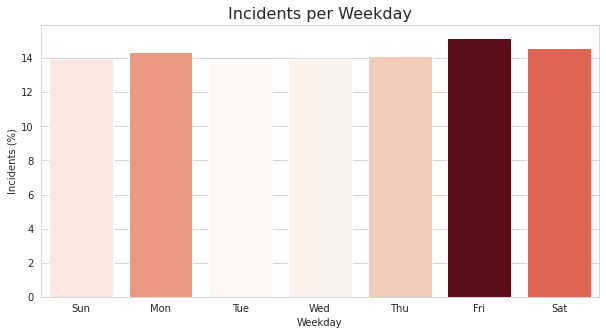 Incidents per Weekday
Incidents (%)
14
12
10
8
6
4
2
0
Sun Mon Tue Wed Thu Fri Sat
Weekday